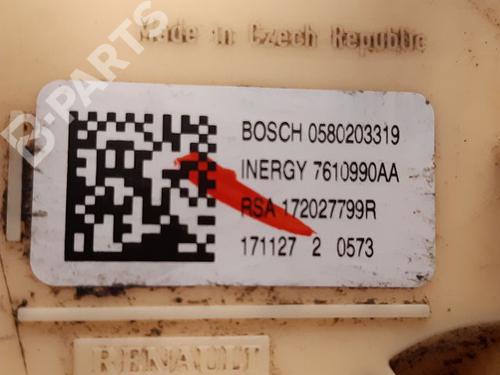 Made in Czech Republic
B-PARTS
BOSCH 0580203319
INERGY 7610990AA
RSA 172027799R
171127 2 0573
RENAULT